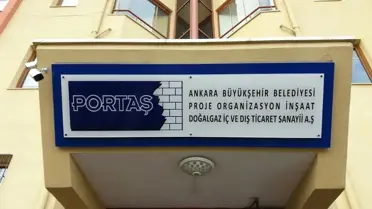 PORTAŞ
ANKARA BÜYÜKŞEHİR BELEDİYESİ
PROJE ORGANİZASYON İNŞAAT
DOĞALGAZ İÇ VE DIŞ TİCARET SANAYİİ A.Ş